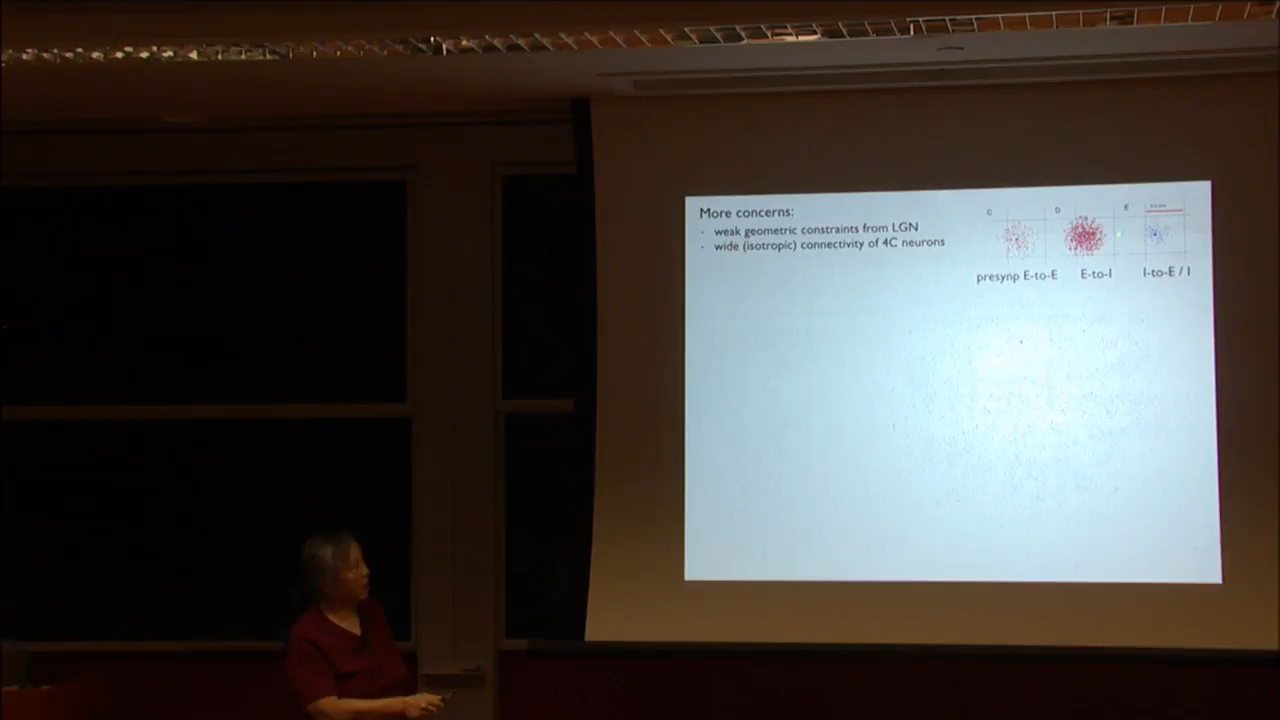 More concerns:
- weak geometric constraints from LGN
- wide (isotropic) connectivity of 4C neurons
C D E
presynp E-to-E E-to-I I-to-E / I